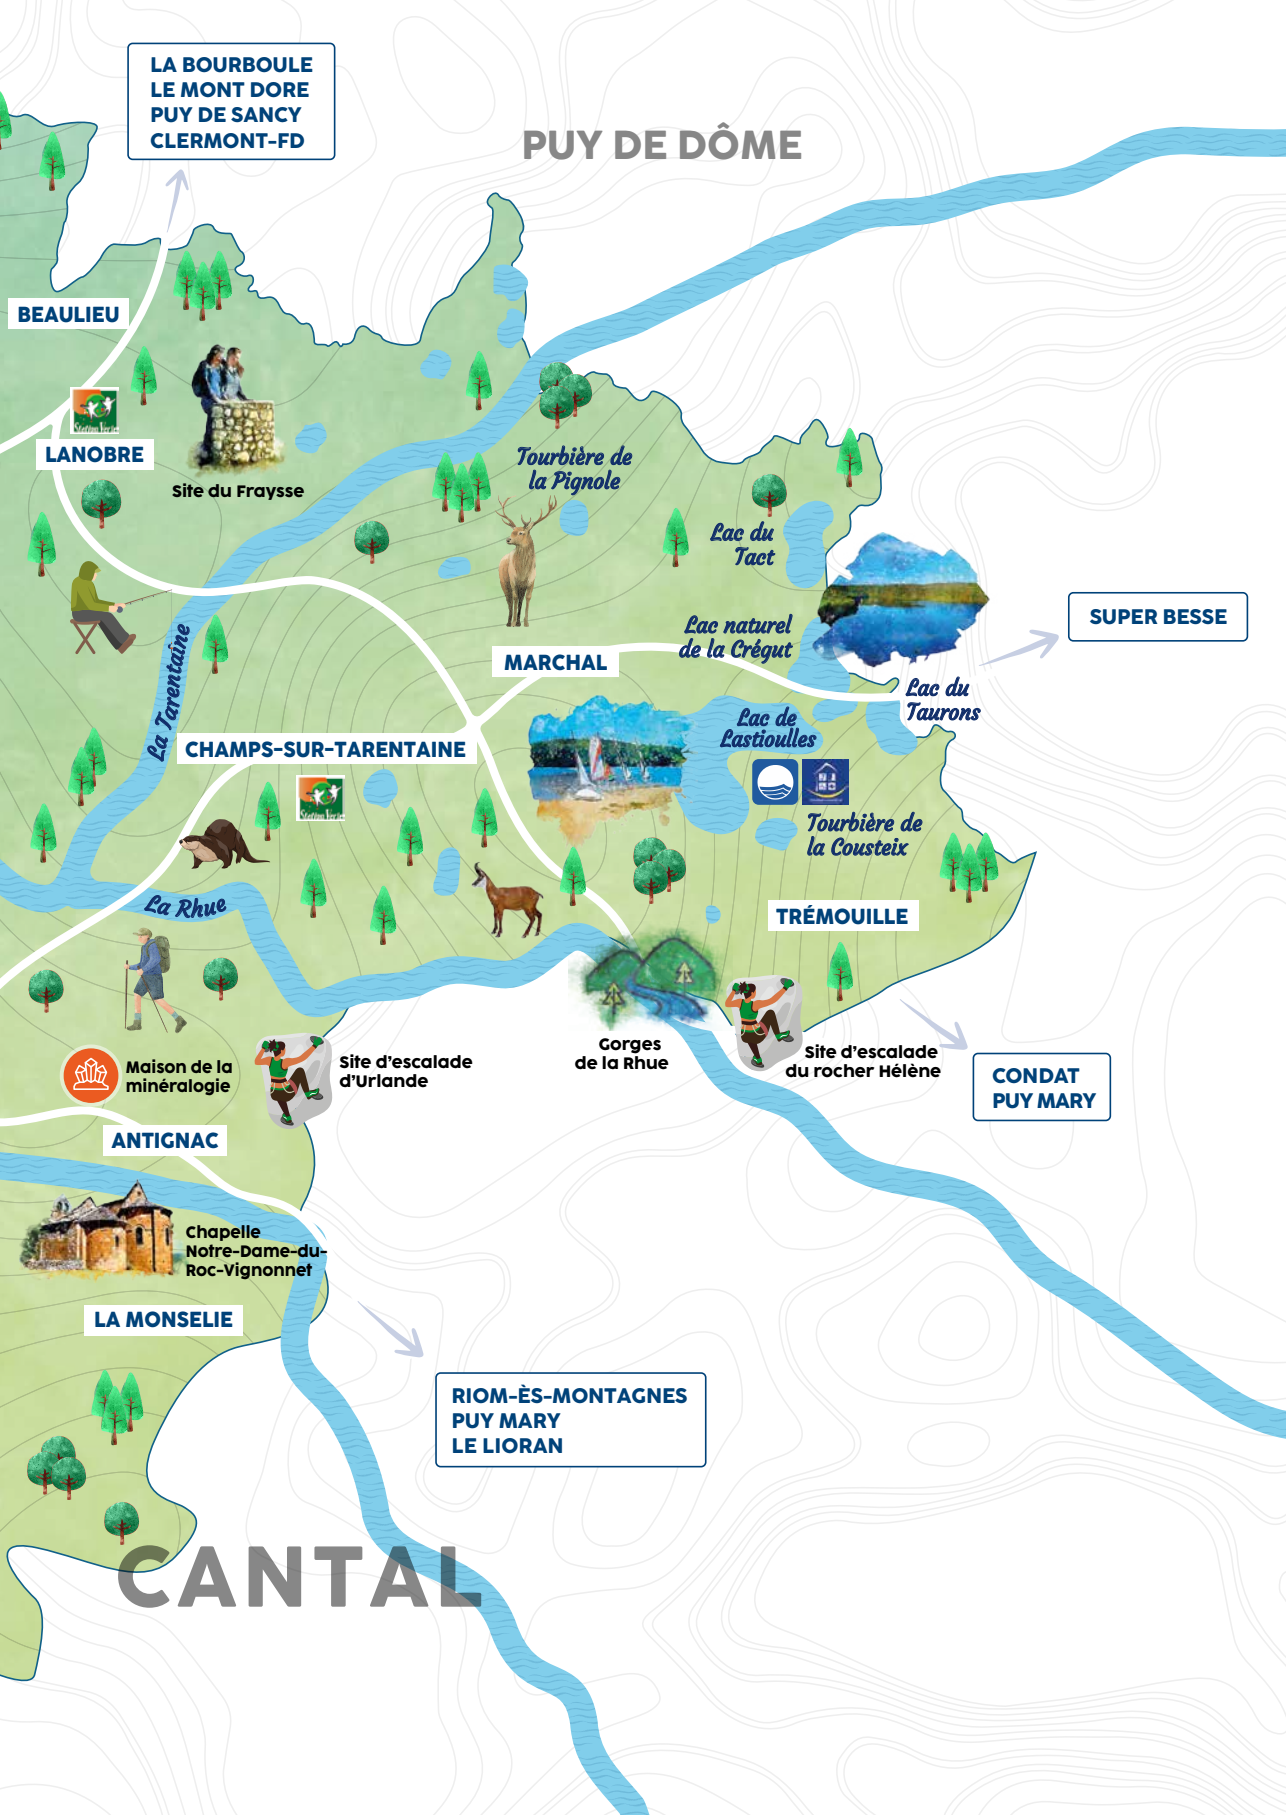 LA BOURBOULE
LE MONT DORE
PUY DE SANCY
CLERMONT-FD
PUY DE DÔME
BEAULIEU
Station Verte
LANOBRE
Site du Fraysse
Tourbière de
la Pignole
Lac du
Tact
Lac naturel
de la Crégut
SUPER BESSE
MARCHAL
Lac du
Taurons
La Tarentaine
Lac de
Lastioulles
CHAMPS-SUR-TARENTAINE
Station Verte
Tourbière de
la Cousteix
La Rhue
TRÉMOUILLE
Gorges
de la Rhue
Site d'escalade
du rocher Hélène
Maison de la
minéralogie
Site d'escalade
d'Urlande
CONDAT
PUY MARY
ANTIGNAC
Chapelle
Notre-Dame-du-
Roc-Vignonnet
LA MONSELIE
RIOM-ÈS-MONTAGNES
PUY MARY
LE LIORAN
CANTAL